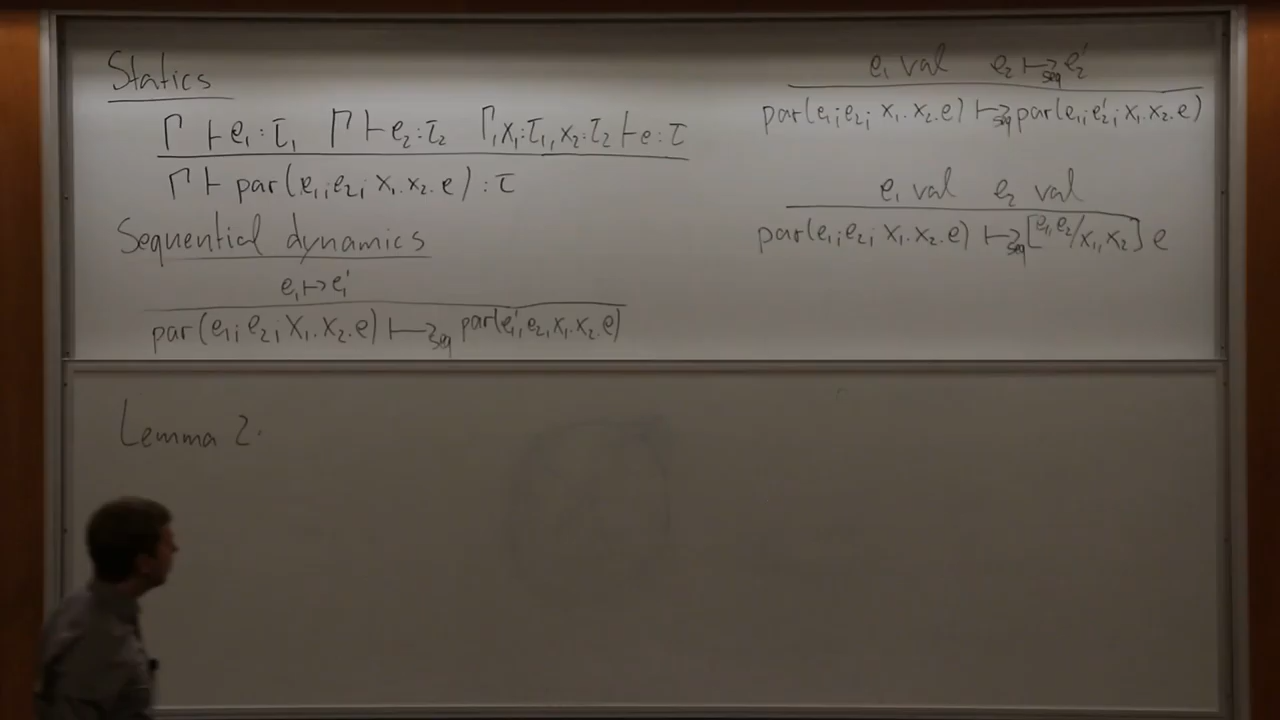 Statics
Γ ⊢ e₁ : τ₁ Γ ⊢ e₂ : τ₂ Γ, x₁ : τ₁, x₂ : τ₂ ⊢ e : τ
Γ ⊢ par(e₁; e₂; x₁. x₂. e) : τ
Sequential dynamics
e₁ ↦ e₁'
par(e₁; e₂; x₁. x₂. e) ↦seq par(e₁'; e₂, x₁. x₂. e)
e₁ val e₂ ↦seq e₂'
par(e₁; e₂; x₁. x₂. e) ↦seq par(e₁; e₂'; x₁. x₂. e)
e₁ val e₂ val
par(e₁; e₂; x₁. x₂. e) ↦seq [e₁, e₂/x₁, x₂] e
Lemma 2.